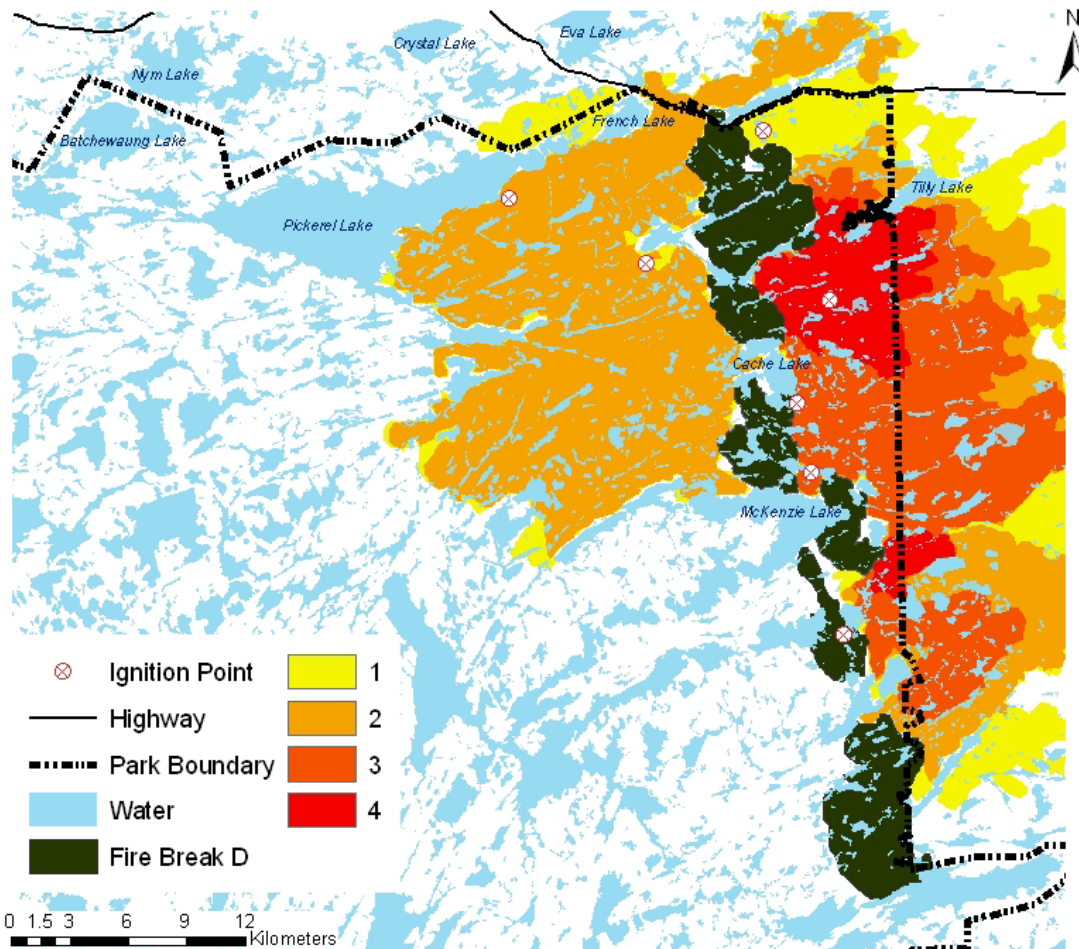 N
Crystal Lake
Eva Lake
Nym Lake
French Lake
Batchewaung Lake
Tilly Lake
Pickerel Lake
Cache Lake
McKenzie Lake
Ignition Point
Highway
Park Boundary
Water
Fire Break D
1
2
3
4
0 1.5 3 6 9 12
Kilometers